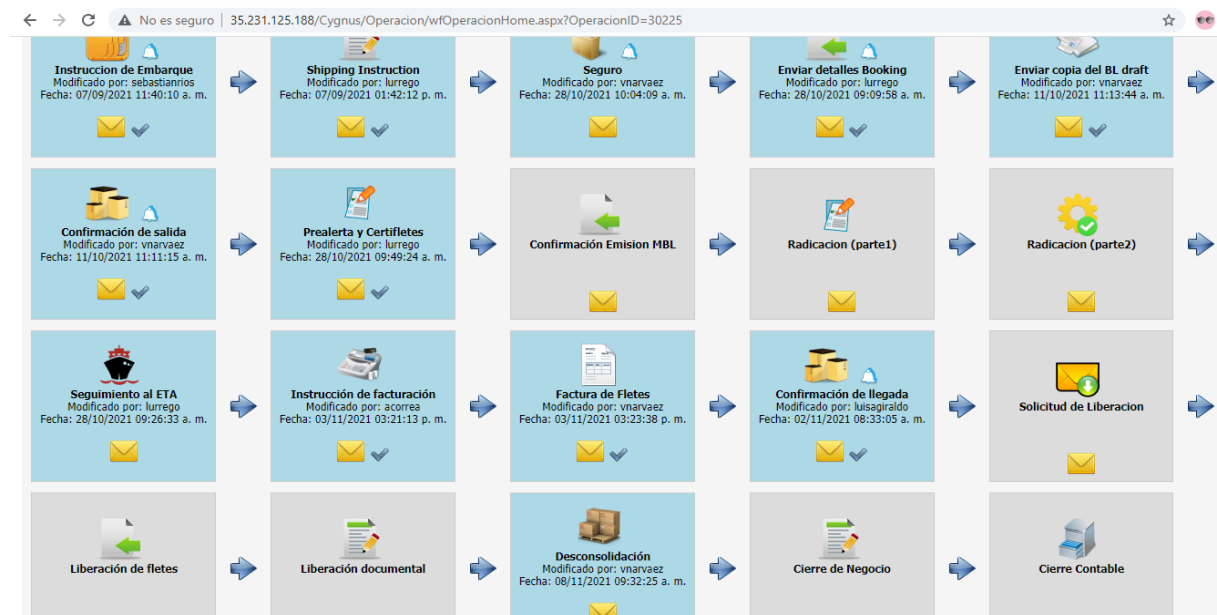 No es seguro | 35.231.125.188/Cygnus/Operacion/wfOperacionHome.aspx?OperacionID=30225
Instruccion de Embarque
Modificado por: sebastianrios
Fecha: 07/09/2021 11:40:10 a. m.
Shipping Instruction
Modificado por: lurrego
Fecha: 07/09/2021 01:42:12 p. m.
Seguro
Modificado por: vnarvaez
Fecha: 28/10/2021 10:04:09 a. m.
Enviar detalles Booking
Modificado por: lurrego
Fecha: 28/10/2021 09:09:58 a. m.
Enviar copia del BL draft
Modificado por: vnarvaez
Fecha: 11/10/2021 11:13:44 a. m.
Confirmación de salida
Modificado por: vnarvaez
Fecha: 11/10/2021 11:11:15 a. m.
Prealerta y Certifletes
Modificado por: lurrego
Fecha: 28/10/2021 09:49:24 a. m.
Confirmación Emision MBL
Radicacion (parte1)
Radicacion (parte2)
Seguimiento al ETA
Modificado por: lurrego
Fecha: 28/10/2021 09:26:33 a. m.
Instrucción de facturación
Modificado por: acorrea
Fecha: 03/11/2021 03:21:13 p. m.
Factura de Fletes
Modificado por: vnarvaez
Fecha: 03/11/2021 03:23:38 p. m.
Confirmación de llegada
Modificado por: luisagiraldo
Fecha: 02/11/2021 08:33:05 a. m.
Solicitud de Liberacion
Liberación de fletes
Liberación documental
Desconsolidación
Modificado por: vnarvaez
Fecha: 08/11/2021 09:32:25 a. m.
Cierre de Negocio
Cierre Contable